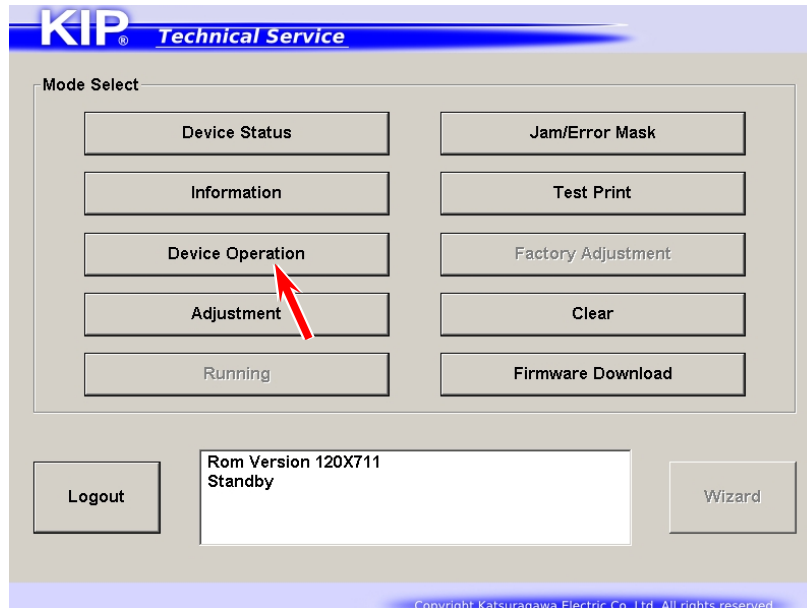 KIP® Technical Service
Mode Select
Device Status
Jam/Error Mask
Information
Test Print
Device Operation
Factory Adjustment
Adjustment
Clear
Running
Firmware Download
Rom Version 120X711
Standby
Logout
Wizard
Copyright Katsuragawa Electric Co. Ltd. All rights reserved